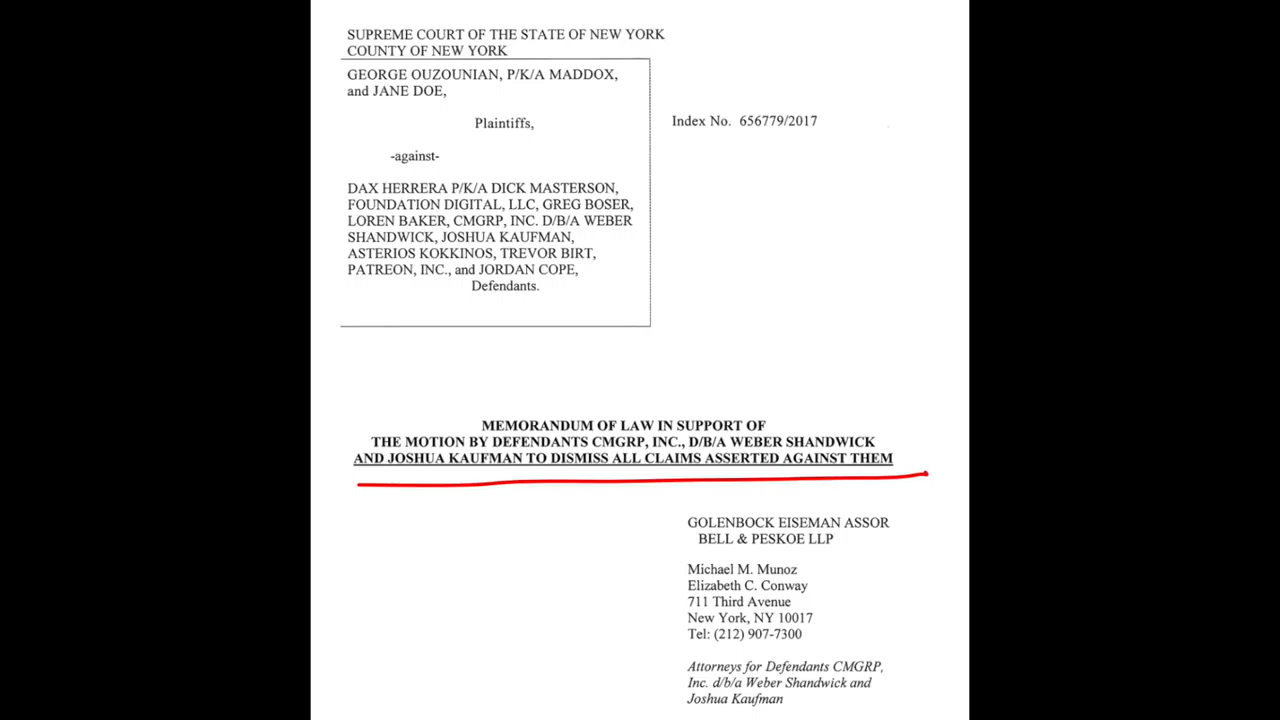 SUPREME COURT OF THE STATE OF NEW YORK
COUNTY OF NEW YORK
GEORGE OUZOUNIAN, P/K/A MADDOX,
and JANE DOE,
Plaintiffs,
-against-
DAX HERRERA P/K/A DICK MASTERSON,
FOUNDATION DIGITAL, LLC, GREG BOSER,
LOREN BAKER, CMGRP, INC. D/B/A WEBER
SHANDWICK, JOSHUA KAUFMAN,
ASTERIOS KOKKINOS, TREVOR BIRT,
PATREON, INC., and JORDAN COPE,
Defendants.
Index No. 656779/2017
MEMORANDUM OF LAW IN SUPPORT OF
THE MOTION BY DEFENDANTS CMGRP, INC., D/B/A WEBER SHANDWICK
AND JOSHUA KAUFMAN TO DISMISS ALL CLAIMS ASSERTED AGAINST THEM
GOLENBOCK EISEMAN ASSOR
BELL & PESKOE LLP
Michael M. Munoz
Elizabeth C. Conway
711 Third Avenue
New York, NY 10017
Tel: (212) 907-7300
Attorneys for Defendants CMGRP,
Inc. d/b/a Weber Shandwick and
Joshua Kaufman